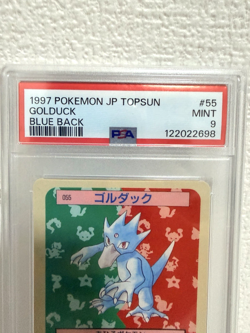 1997 POKEMON JP TOPSUN #55
GOLDUCK MINT
BLUE BACK 9
PSA
122022698
055 ゴルダック